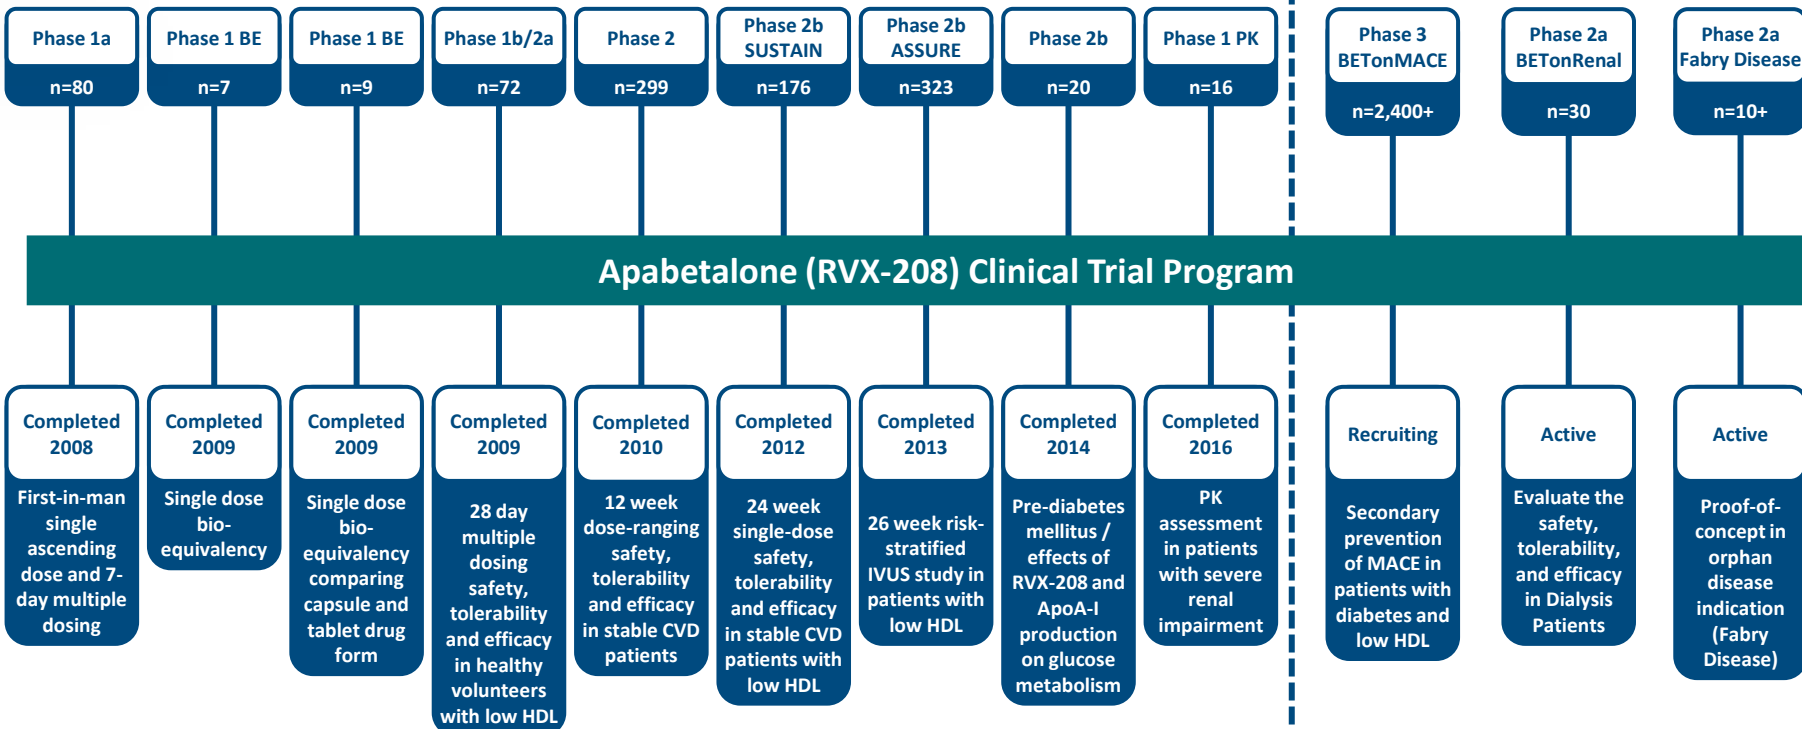 Phase 1a
n=80
Phase 1 BE
n=7
Phase 1 BE
n=9
Phase 1b/2a
n=72
Phase 2
n=299
Phase 2b
SUSTAIN
n=176
Phase 2b
ASSURE
n=323
Phase 2b
n=20
Phase 1 PK
n=16
Phase 3
BETonMACE
n=2,400+
Phase 2a
BETonRenal
n=30
Phase 2a
Fabry Disease
n=10+
Apabetalone (RVX-208) Clinical Trial Program
Completed
2008
First-in-man
single
ascending
dose and 7-
day multiple
dosing
Completed
2009
Single dose
bio-
equivalency
Completed
2009
Single dose
bio-
equivalency
comparing
capsule and
tablet drug
form
Completed
2009
28 day
multiple
dosing
safety,
tolerability
and efficacy
in healthy
volunteers
with low HDL
Completed
2010
12 week
dose-ranging
safety,
tolerability
and efficacy
in stable CVD
patients
Completed
2012
24 week
single-dose
safety,
tolerability
and efficacy
in stable CVD
patients with
low HDL
Completed
2013
26 week risk-
stratified
IVUS study in
patients with
low HDL
Completed
2014
Pre-diabetes
mellitus /
effects of
RVX-208 and
ApoA-I
production
on glucose
metabolism
Completed
2016
PK
assessment
in patients
with severe
renal
impairment
Recruiting
Secondary
prevention
of MACE in
patients with
diabetes and
low HDL
Active
Evaluate the
safety,
tolerability,
and efficacy
in Dialysis
Patients
Active
Proof-of-
concept in
orphan
disease
indication
(Fabry
Disease)